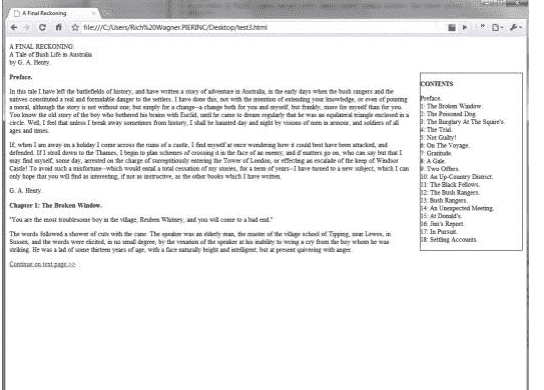 A Final Reckoning
file:///C:/Users/Rich%20Wagner.PIERINC/Desktop/test3.html
A FINAL RECKONING:
A Tale of Bush Life in Australia
by G. A. Henty.
Preface.
In this tale I have left the battlefields of history, and have written a story of adventure in Australia, in the early days when the bush rangers and the
natives constituted a real and formidable danger to the settlers. I have done this, not with the intention of extending your knowledge, or even of pointing
a moral, although the story is not without one; but simply for a change--a change both for you and myself, but frankly, more for myself than for you.
You know the old story of the boy who bothered his brains with Euclid, until he came to dream regularly that he was an equilateral triangle enclosed in a
circle. Well, I feel that unless I break away sometimes from history, I shall be haunted day and night by visions of men in armour, and soldiers of all
ages and times.
If, when I am away on a holiday I come across the ruins of a castle, I find myself at once wondering how it could best have been attacked, and
defended. If I stroll down to the Thames, I begin to plan schemes of crossing it in the face of an enemy; and if matters go on, who can say but that I
may find myself, some day, arrested on the charge of surreptitiously entering the Tower of London, or effecting an escalade of the keep of Windsor
Castle! To avoid such a misfortune--which would entail a total cessation of my stories, for a term of years--I have turned to a new subject, which I can
only hope that you will find as interesting, if not as instructive, as the other books which I have written.
G. A. Henty.
Chapter 1: The Broken Window.
"You are the most troublesome boy in the village, Reuben Whitney, and you will come to a bad end."
The words followed a shower of cuts with the cane. The speaker was an elderly man, the master of the village school of Tipping, near Lewes, in
Sussex; and the words were elicited, in no small degree, by the vexation of the speaker at his inability to wring a cry from the boy whom he was
striking. He was a lad of some thirteen years of age, with a face naturally bright and intelligent; but at present quivering with anger.
Continue on text page >>
CONTENTS
Preface.
1: The Broken Window.
2: The Poisoned Dog.
3: The Burglary At The Squire's.
4: The Trial.
5: Not Guilty!
6: On The Voyage.
7: Gratitude.
8: A Gale.
9: Two Offers.
10: An Up-Country District.
11: The Black Fellows.
12: The Bush Rangers.
13: Bush Rangers.
14: An Unexpected Meeting.
15: At Donald's.
16: Jim's Report.
17: In Pursuit.
18: Settling Accounts.